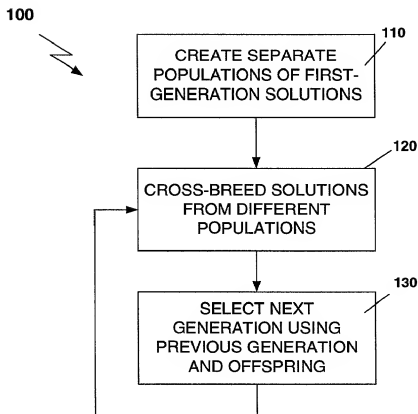 100
110
CREATE SEPARATE
POPULATIONS OF FIRST-
GENERATION SOLUTIONS
120
CROSS-BREED SOLUTIONS
FROM DIFFERENT
POPULATIONS
130
SELECT NEXT
GENERATION USING
PREVIOUS GENERATION
AND OFFSPRING